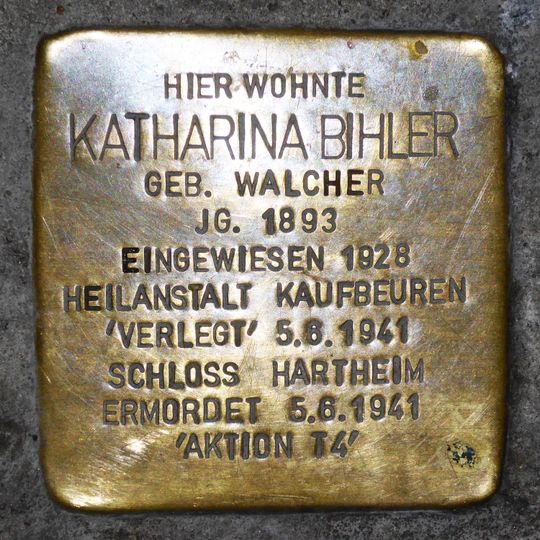 HIER WOHNTE
KATHARINA BIHLER
GEB. WALCHER
JG. 1893
EINGEWIESEN 1928
HEILANSTALT KAUFBEUREN
'VERLEGT' 5.6.1941
SCHLOSS HARTHEIM
ERMORDET 5.6.1941
'AKTION T4'